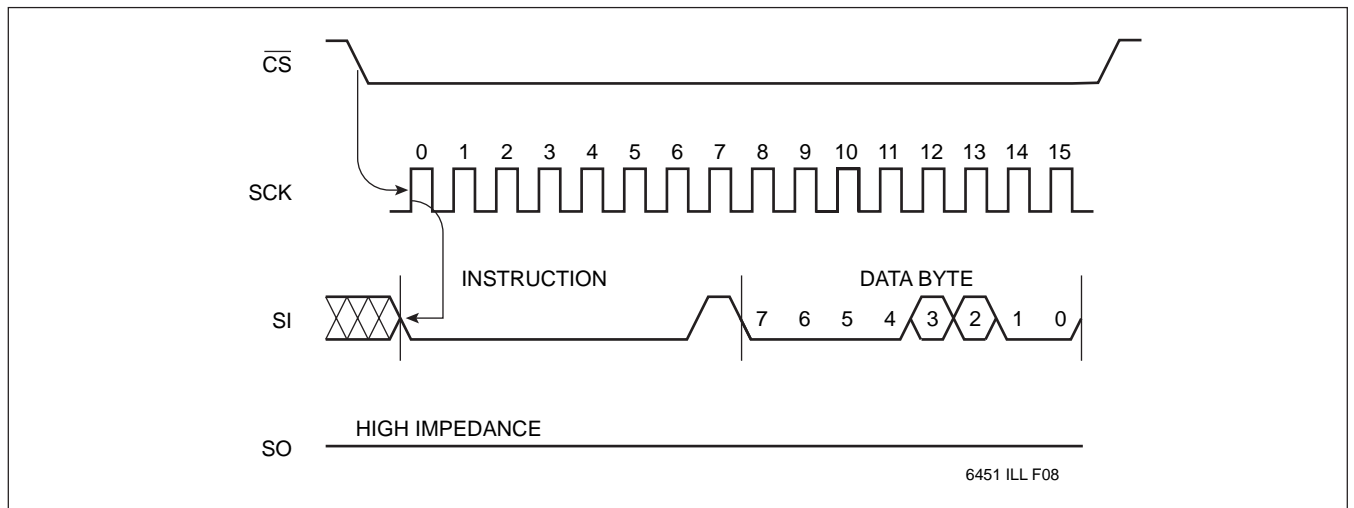 C̅S̅
0 1 2 3 4 5 6 7 8 9 10 11 12 13 14 15
SCK
INSTRUCTION DATA BYTE
SI 7 6 5 4 3 2 1 0
HIGH IMPEDANCE
SO
6451 ILL F08